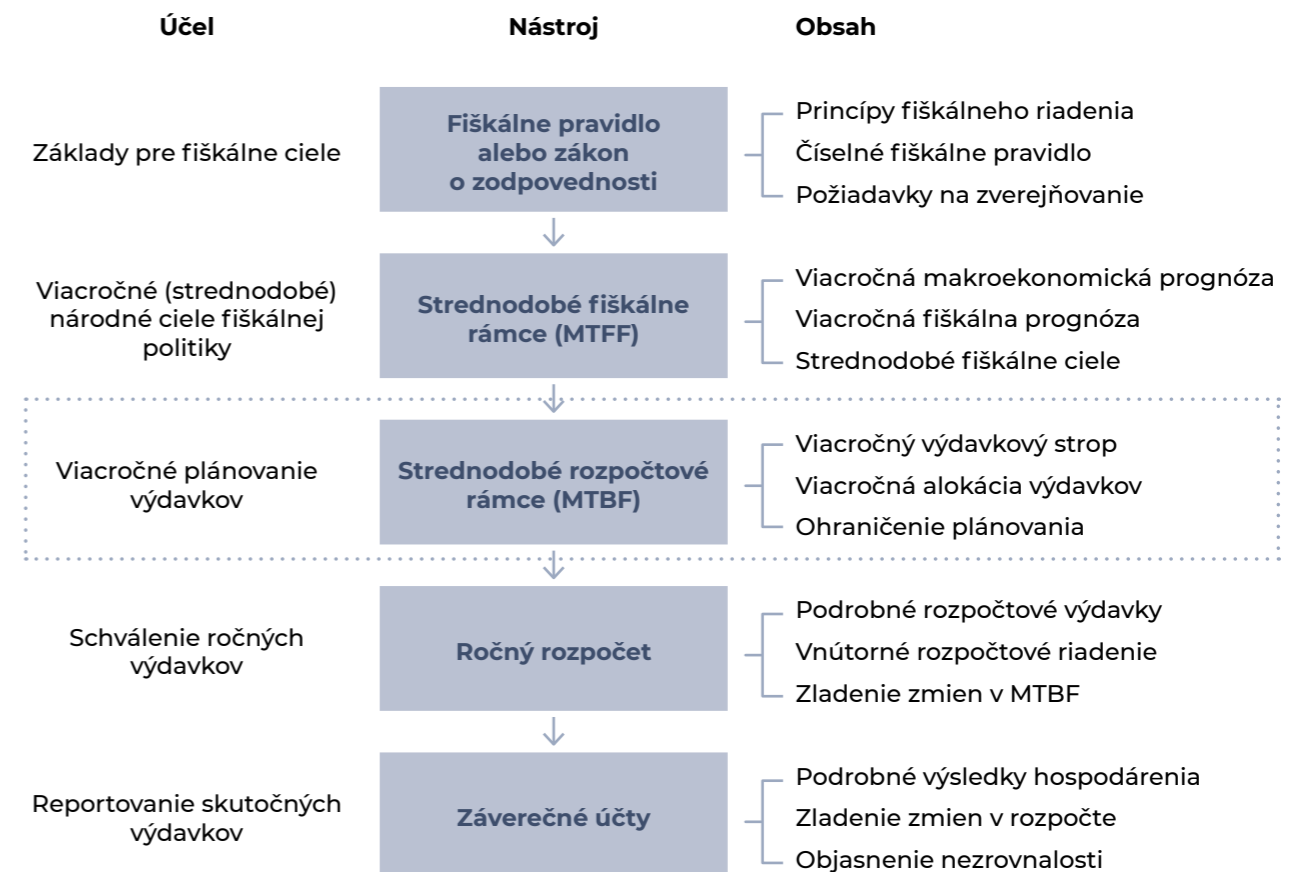 Účel
Nástroj
Obsah
Základy pre fiškálne ciele
Fiškálne pravidlo
alebo zákon
o zodpovednosti
Princípy fiškálneho riadenia
Číselné fiškálne pravidlo
Požiadavky na zverejňovanie
Viacročné (strednodobé)
národné ciele fiškálnej
politiky
Strednodobé fiškálne
rámce (MTFF)
Viacročná makroekonomická prognóza
Viacročná fiškálna prognóza
Strednodobé fiškálne ciele
Viacročné plánovanie
výdavkov
Strednodobé rozpočtové
rámce (MTBF)
Viacročný výdavkový strop
Viacročná alokácia výdavkov
Ohraničenie plánovania
Schválenie ročných
výdavkov
Ročný rozpočet
Podrobné rozpočtové výdavky
Vnútorné rozpočtové riadenie
Zladenie zmien v MTBF
Reportovanie skutočných
výdavkov
Záverečné účty
Podrobné výsledky hospodárenia
Zladenie zmien v rozpočte
Objasnenie nezrovnalosti